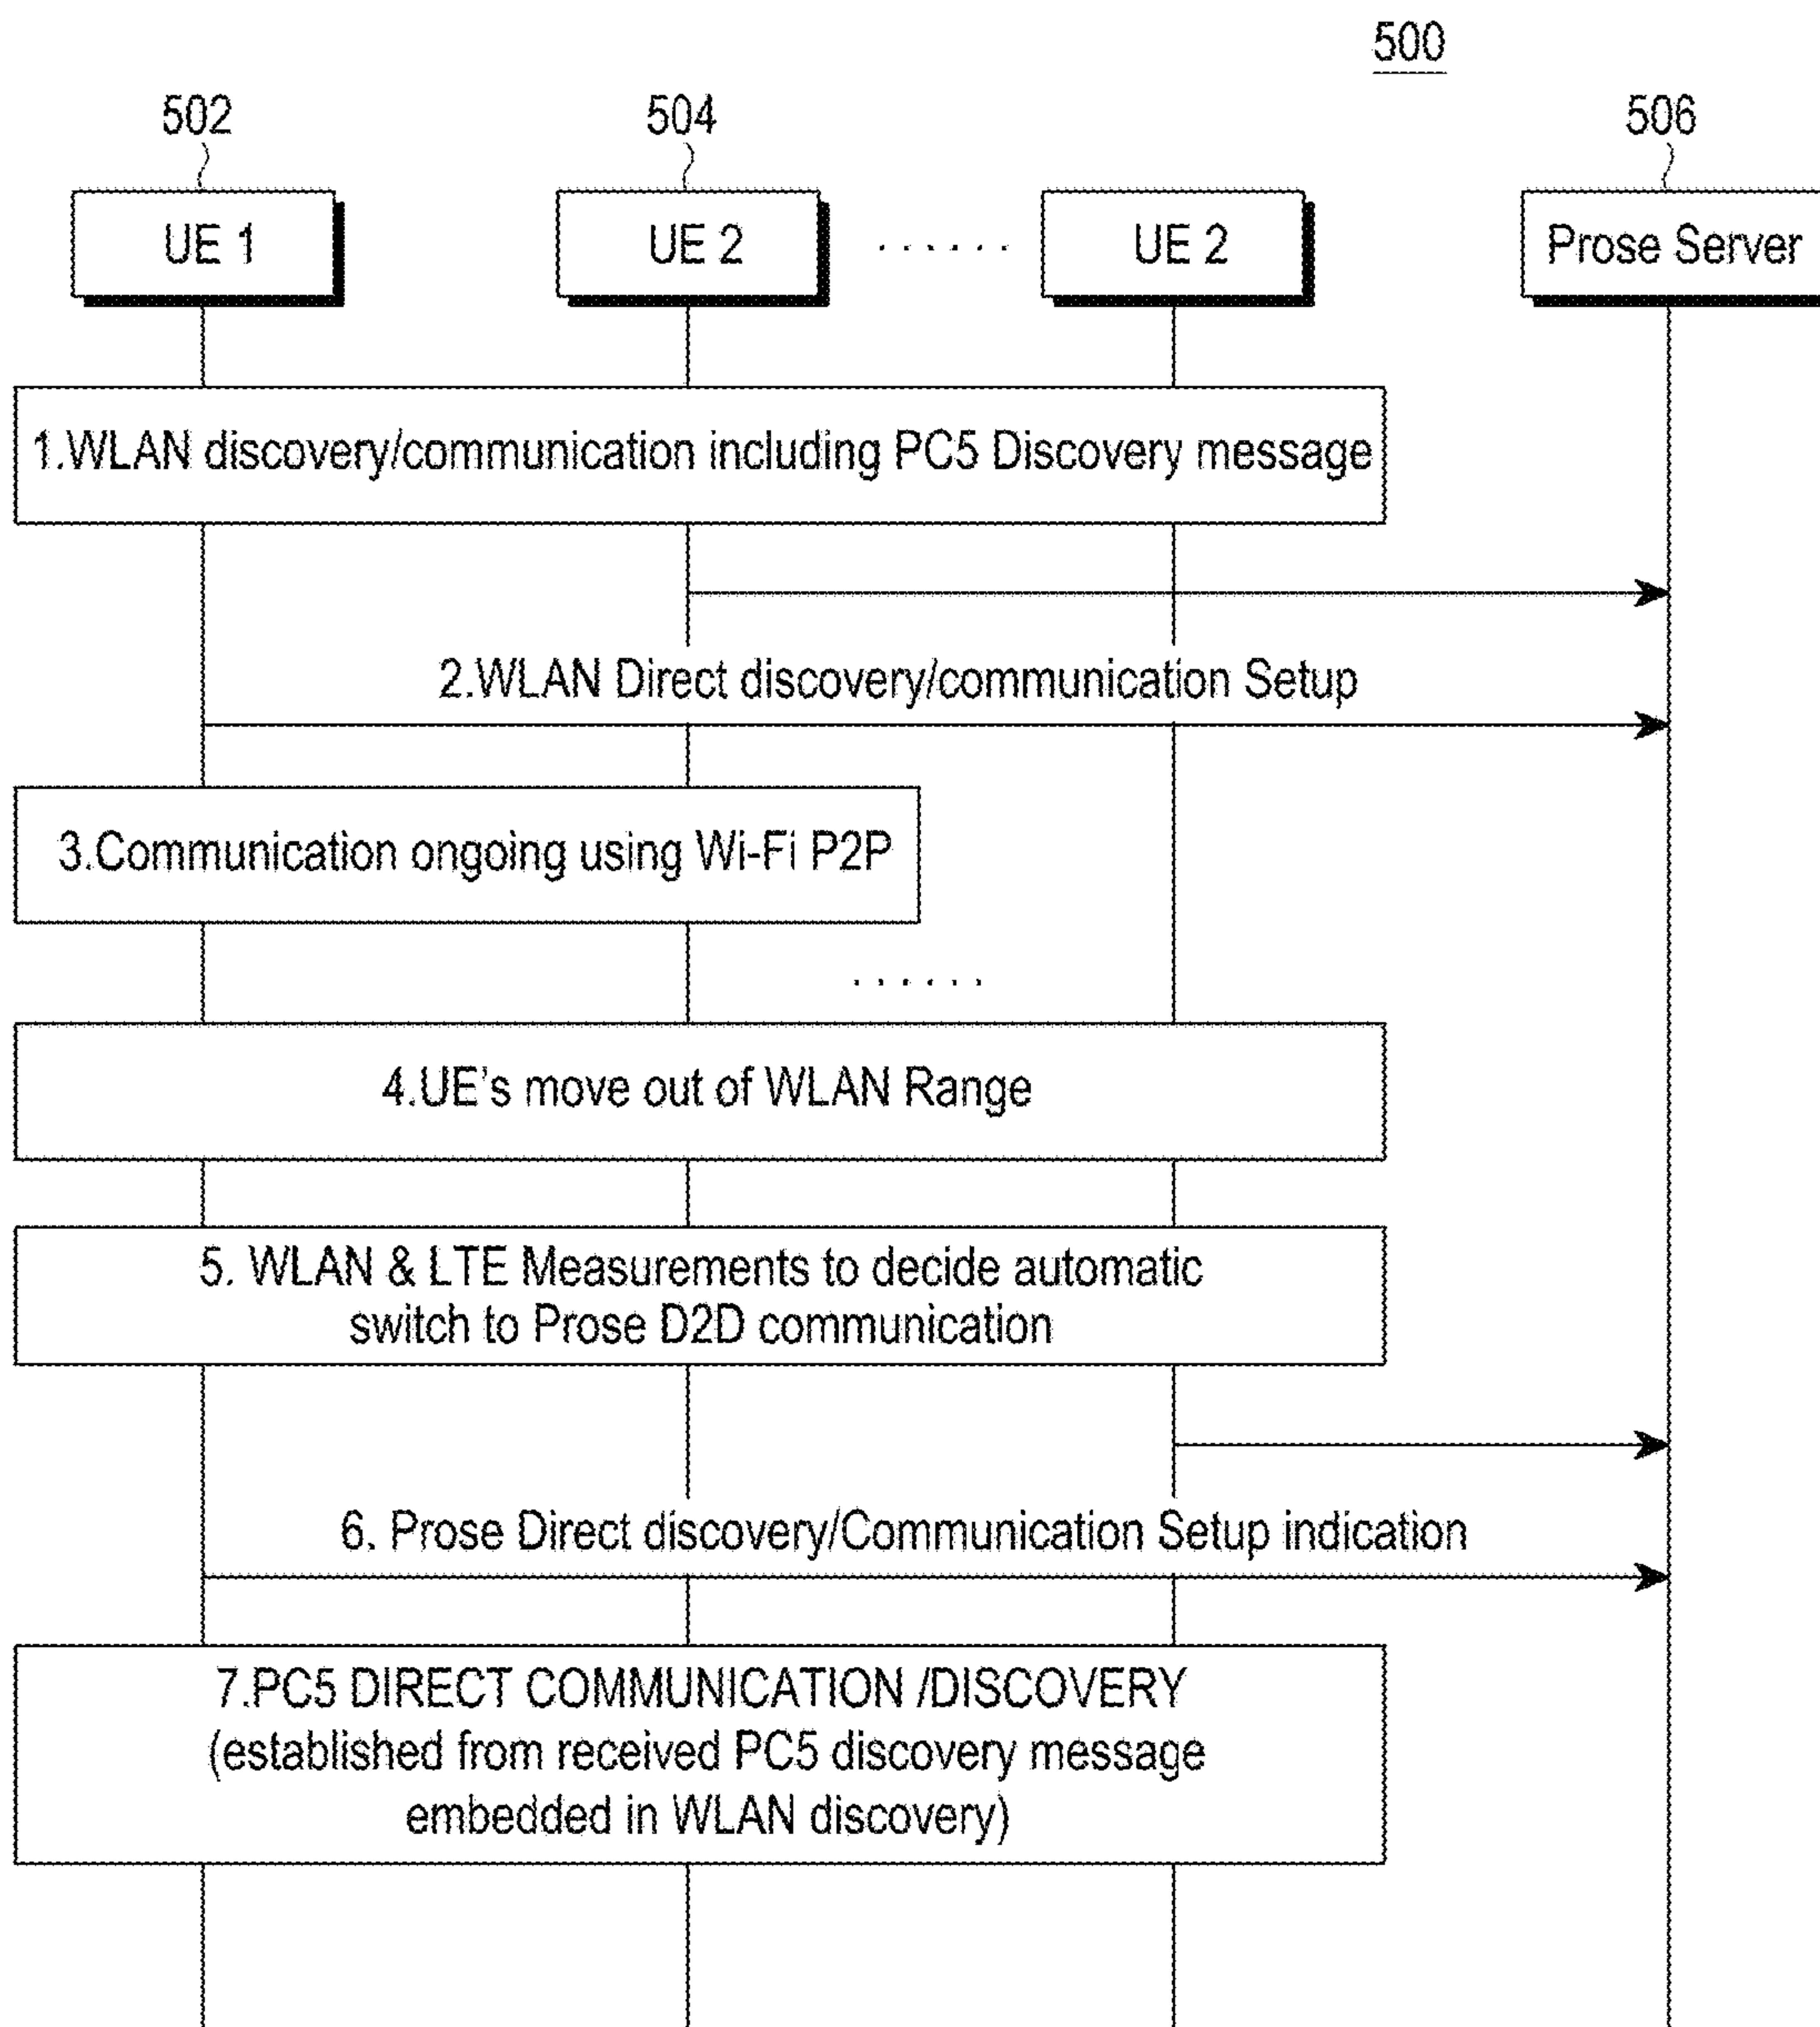 500
502
504
506
UE 1
UE 2
......
UE 2
Prose Server
1.WLAN discovery/communication including PC5 Discovery message
2.WLAN Direct discovery/communication Setup
3.Communication ongoing using Wi-Fi P2P
......
4.UE's move out of WLAN Range
5. WLAN & LTE Measurements to decide automatic
switch to Prose D2D communication
6. Prose Direct discovery/Communication Setup indication
7.PC5 DIRECT COMMUNICATION /DISCOVERY
(established from received PC5 discovery message
embedded in WLAN discovery)